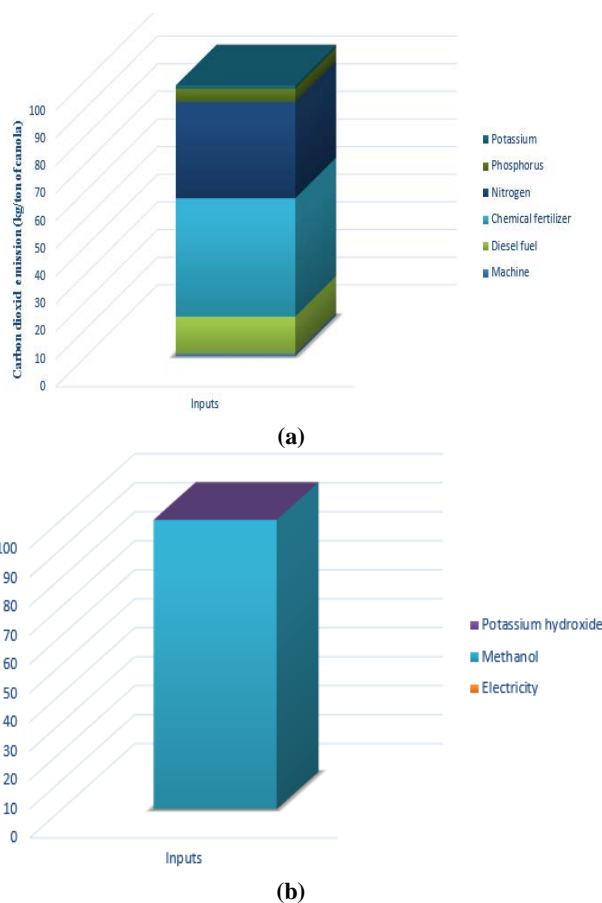 Carbon dioxid emission (kg/ton of canola)
100
90
80
70
60
50
40
30
20
10
0
Inputs
Potassium
Phosphorus
Nitrogen
Chemical fertilizer
Diesel fuel
Machine
(a)
100
90
80
70
60
50
40
30
20
10
0
Inputs
Potassium hydroxide
Methanol
Electricity
(b)